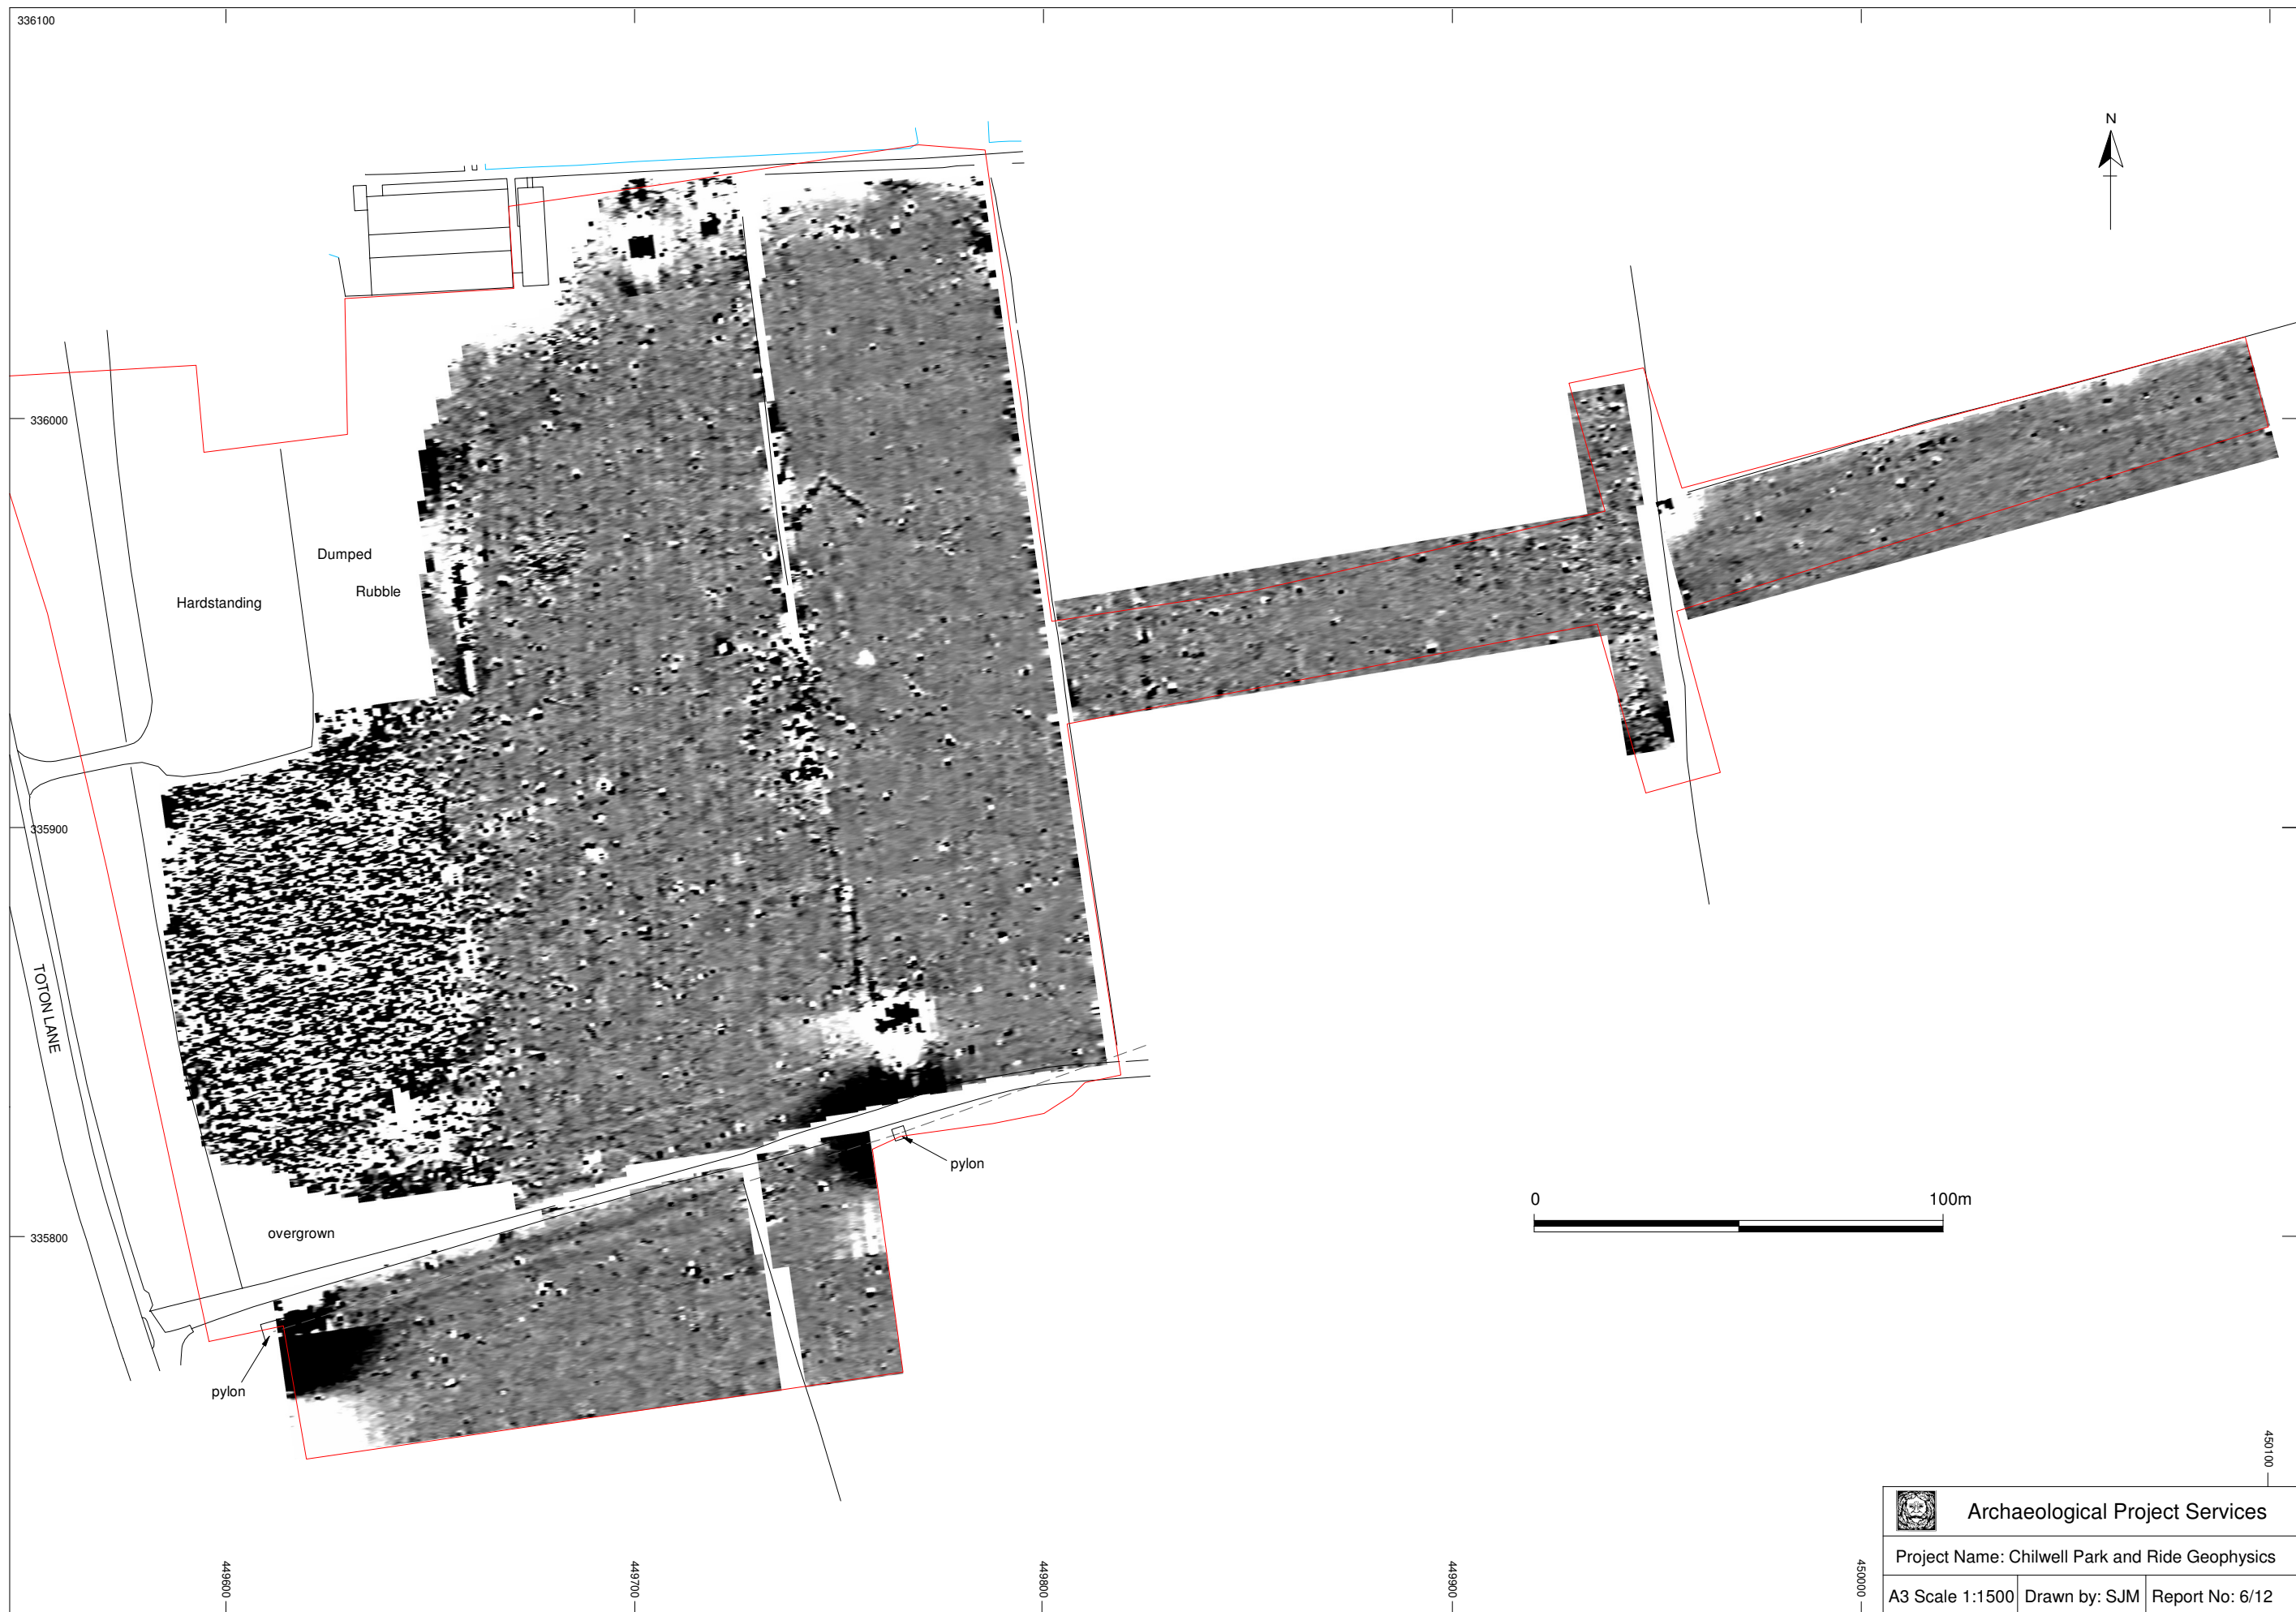 336100
N
336000
Dumped
Rubble
Hardstanding
335900
TOTON LANE
pylon
0 100m
335800
overgrown
pylon
450100
449600
449700
449800
449900
450000
Archaeological Project Services
Project Name: Chilwell Park and Ride Geophysics
A3 Scale 1:1500 Drawn by: SJM Report No: 6/12